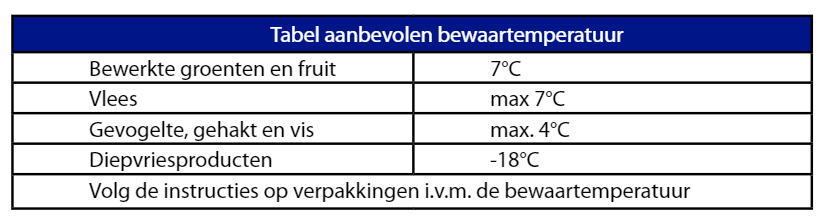 Tabel aanbevolen bewaartemperatuur
Bewerkte groenten en fruit 7°C
Vlees max 7°C
Gevogelte, gehakt en vis max. 4°C
Diepvriesproducten -18°C
Volg de instructies op verpakkingen i.v.m. de bewaartemperatuur